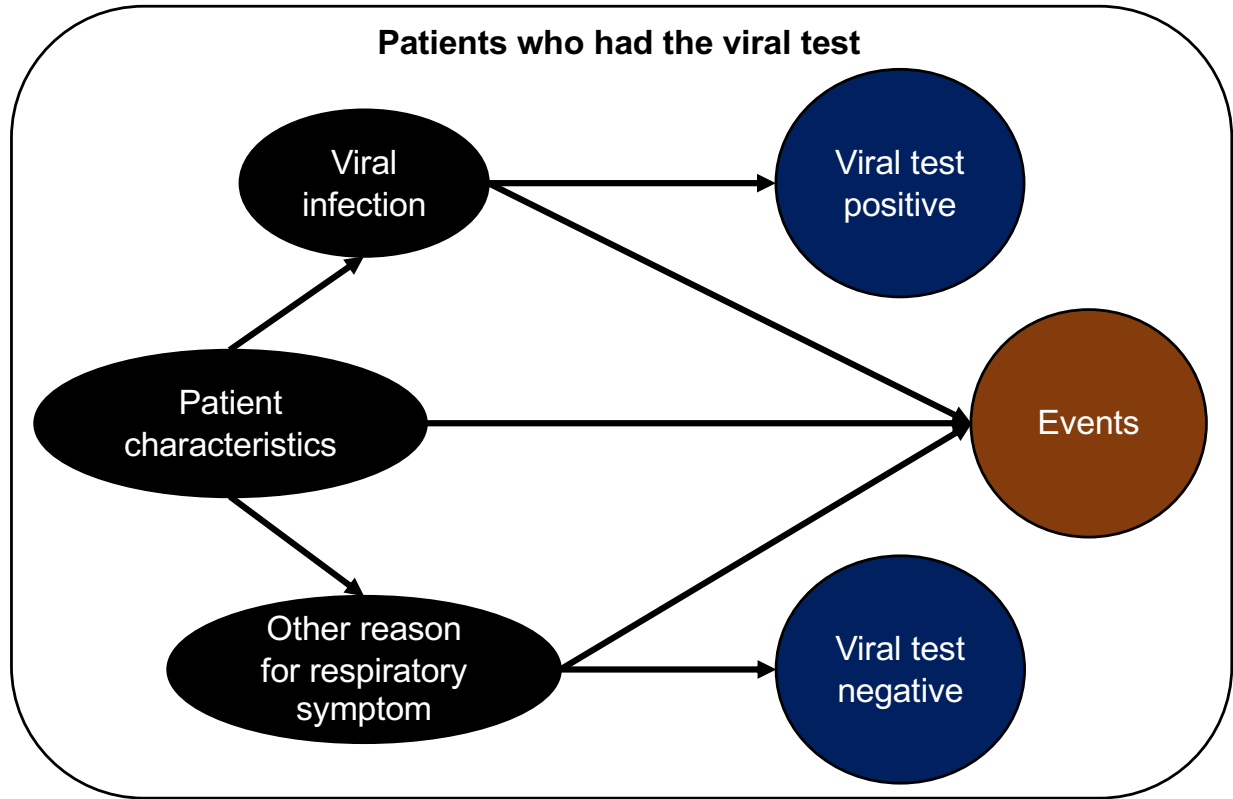 Patients who had the viral test
Viral
infection
Viral test
positive
Patient
characteristics
Events
Other reason
for respiratory
symptom
Viral test
negative